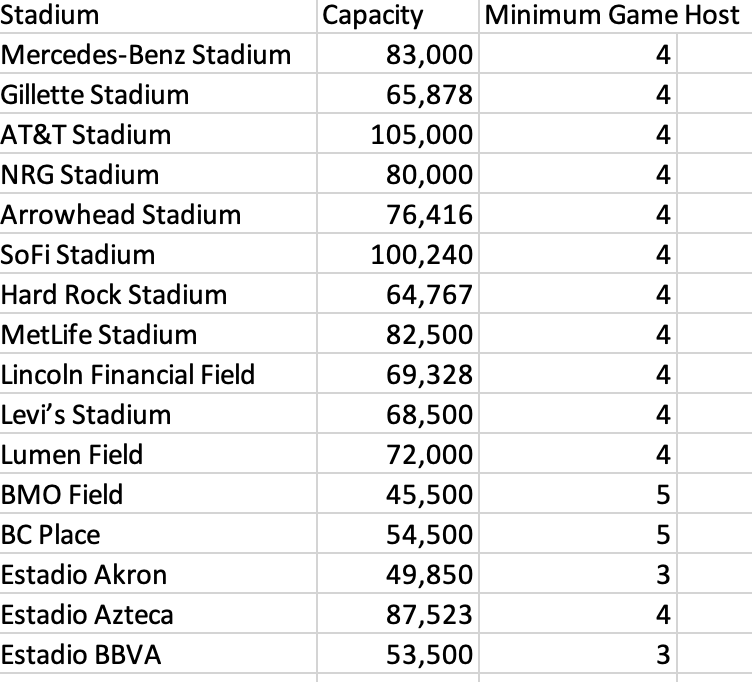 Stadium Capacity Minimum Game Host
Mercedes-Benz Stadium 83,000 4
Gillette Stadium 65,878 4
AT&T Stadium 105,000 4
NRG Stadium 80,000 4
Arrowhead Stadium 76,416 4
SoFi Stadium 100,240 4
Hard Rock Stadium 64,767 4
MetLife Stadium 82,500 4
Lincoln Financial Field 69,328 4
Levi’s Stadium 68,500 4
Lumen Field 72,000 4
BMO Field 45,500 5
BC Place 54,500 5
Estadio Akron 49,850 3
Estadio Azteca 87,523 4
Estadio BBVA 53,500 3